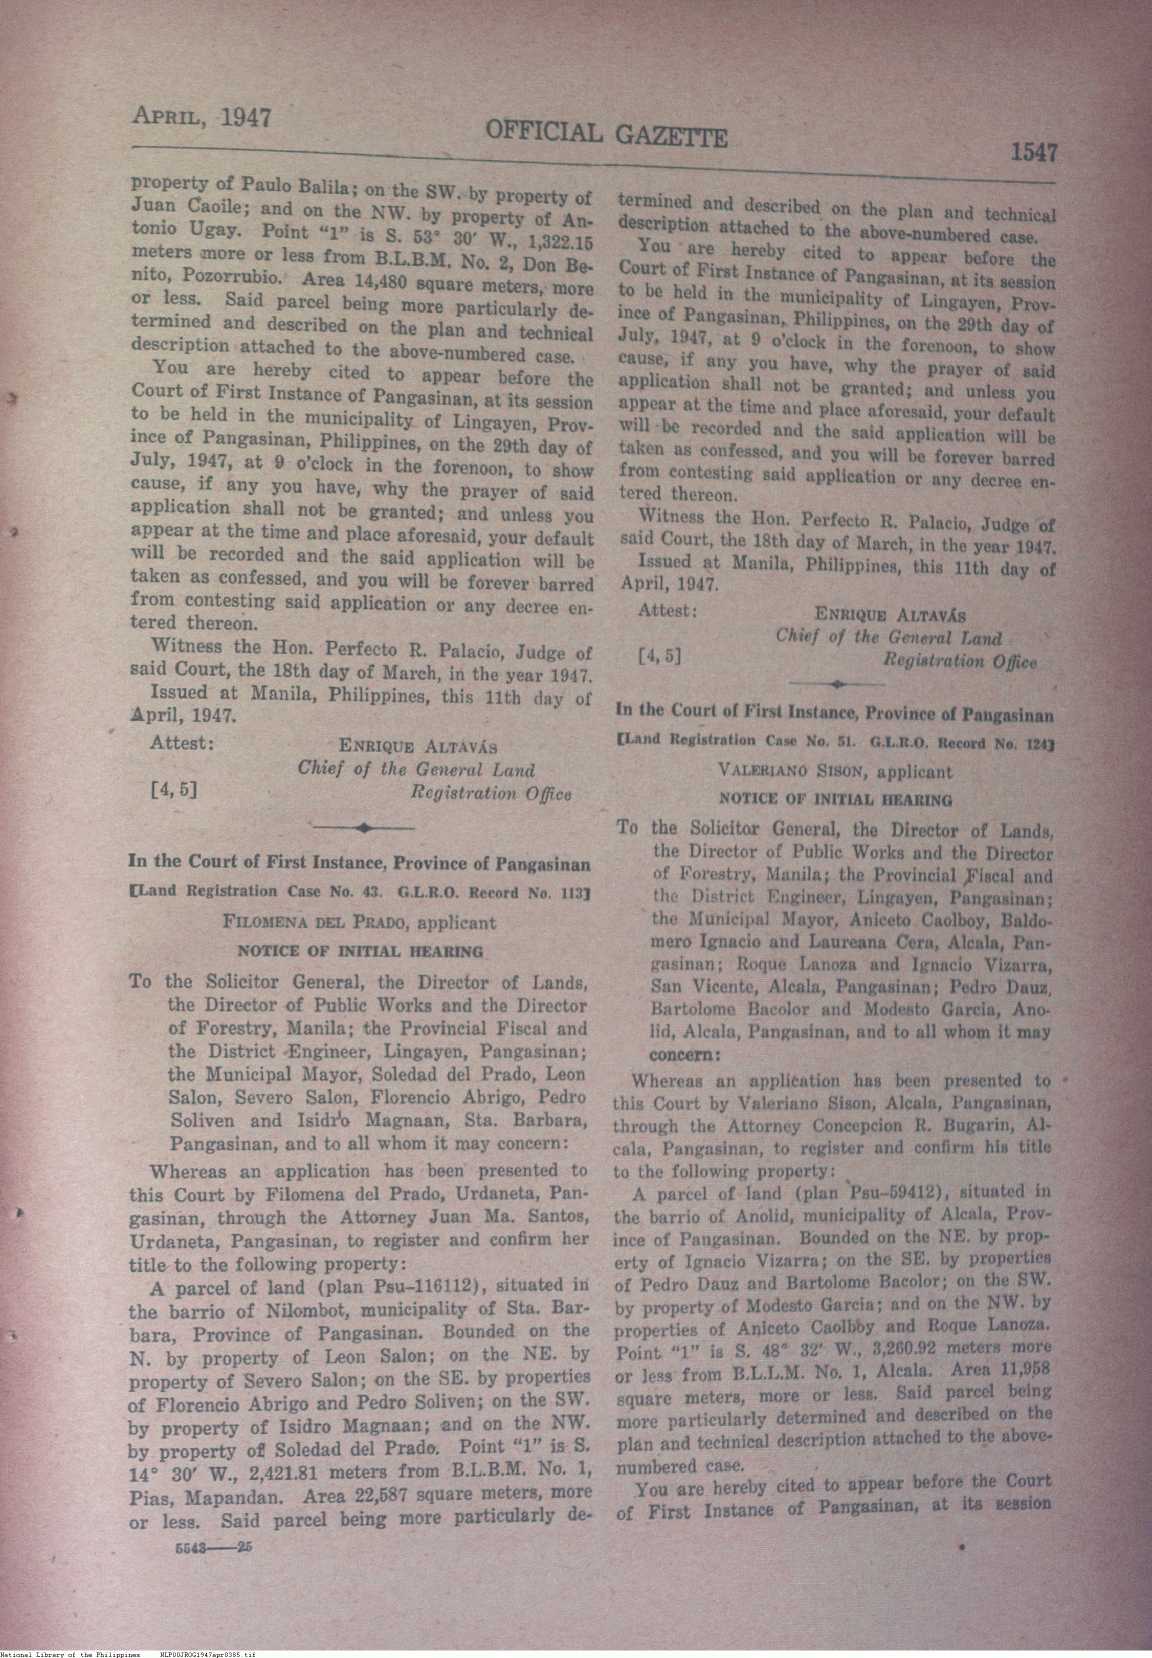 APRIL, 1947
OFFICIAL GAZETTE
1547
property of Paulo Balila; on the SW. by property of
Juan Caoile; and on the NW. by property of An-
tonio Ugay. Point “1” is S. 53° 30′ W., 1,322.15
meters more or less from B.L.B.M. No. 2, Don Be-
nito, Pozorrubio. Area 14,480 square meters, more
or less. Said parcel being more particularly de-
termined and described on the plan and technical
description attached to the above-numbered case.
You are hereby cited to appear before the
Court of First Instance of Pangasinan, at its session
to be held in the municipality of Lingayen, Prov-
ince of Pangasinan, Philippines, on the 29th day of
July, 1947, at 9 o’clock in the forenoon, to show
cause, if any you have, why the prayer of said
application shall not be granted; and unless you
appear at the time and place aforesaid, your default
will be recorded and the said application will be
taken as confessed, and you will be forever barred
from contesting said application or any decree en-
tered thereon.
Witness the Hon. Perfecto R. Palacio, Judge of
said Court, the 18th day of March, in the year 1947.
Issued at Manila, Philippines, this 11th day of
April, 1947.
Attest: ENRIQUE ALTAVÁS
Chief of the General Land
[4, 5] Registration Office
In the Court of First Instance, Province of Pangasinan
[Land Registration Case No. 43. G.L.R.O. Record No. 113]
FILOMENA DEL PRADO, applicant
NOTICE OF INITIAL HEARING
To the Solicitor General, the Director of Lands,
the Director of Public Works and the Director
of Forestry, Manila; the Provincial Fiscal and
the District Engineer, Lingayen, Pangasinan;
the Municipal Mayor, Soledad del Prado, Leon
Salon, Severo Salon, Florencio Abrigo, Pedro
Soliven and Isidro Magnaan, Sta. Barbara,
Pangasinan, and to all whom it may concern:
Whereas an application has been presented to
this Court by Filomena del Prado, Urdaneta, Pan-
gasinan, through the Attorney Juan Ma. Santos,
Urdaneta, Pangasinan, to register and confirm her
title to the following property:
A parcel of land (plan Psu–116112), situated in
the barrio of Nilombot, municipality of Sta. Bar-
bara, Province of Pangasinan. Bounded on the
N. by property of Leon Salon; on the NE. by
property of Severo Salon; on the SE. by properties
of Florencio Abrigo and Pedro Soliven; on the SW.
by property of Isidro Magnaan; and on the NW.
by property of Soledad del Prado. Point “1” is S.
14° 30′ W., 2,421.81 meters from B.L.B.M. No. 1,
Pias, Mapandan. Area 22,587 square meters, more
or less. Said parcel being more particularly de-
5543——25
termined and described on the plan and technical
description attached to the above-numbered case.
You are hereby cited to appear before the
Court of First Instance of Pangasinan, at its session
to be held in the municipality of Lingayen, Prov-
ince of Pangasinan, Philippines, on the 29th day of
July, 1947, at 9 o’clock in the forenoon, to show
cause, if any you have, why the prayer of said
application shall not be granted; and unless you
appear at the time and place aforesaid, your default
will be recorded and the said application will be
taken as confessed, and you will be forever barred
from contesting said application or any decree en-
tered thereon.
Witness the Hon. Perfecto R. Palacio, Judge of
said Court, the 18th day of March, in the year 1947.
Issued at Manila, Philippines, this 11th day of
April, 1947.
Attest: ENRIQUE ALTAVÁS
Chief of the General Land
[4, 5] Registration Office
In the Court of First Instance, Province of Pangasinan
[Land Registration Case No. 51. G.L.R.O. Record No. 124]
VALERIANO SISON, applicant
NOTICE OF INITIAL HEARING
To the Solicitor General, the Director of Lands,
the Director of Public Works and the Director
of Forestry, Manila; the Provincial Fiscal and
the District Engineer, Lingayen, Pangasinan;
the Municipal Mayor, Aniceto Caolboy, Baldo-
mero Ignacio and Laureana Cera, Alcala, Pan-
gasinan; Roque Lanoza and Ignacio Vizarra,
San Vicente, Alcala, Pangasinan; Pedro Dauz,
Bartolome Bacolor and Modesto Garcia, Ano-
lid, Alcala, Pangasinan, and to all whom it may
concern:
Whereas an application has been presented to
this Court by Valeriano Sison, Alcala, Pangasinan,
through the Attorney Concepcion R. Bugarin, Al-
cala, Pangasinan, to register and confirm his title
to the following property:
A parcel of land (plan Psu–59412), situated in
the barrio of Anolid, municipality of Alcala, Prov-
ince of Pangasinan. Bounded on the NE. by prop-
erty of Ignacio Vizarra; on the SE. by properties
of Pedro Dauz and Bartolome Bacolor; on the SW.
by property of Modesto Garcia; and on the NW. by
properties of Aniceto Caolboy and Roque Lanoza.
Point “1” is S. 48° 32′ W., 3,260.92 meters more
or less from B.L.L.M. No. 1, Alcala. Area 11,958
square meters, more or less. Said parcel being
more particularly determined and described on the
plan and technical description attached to the above-
numbered case.
You are hereby cited to appear before the Court
of First Instance of Pangasinan, at its session
National Library of the Philippines NLP00JROG1947apr0385.tif